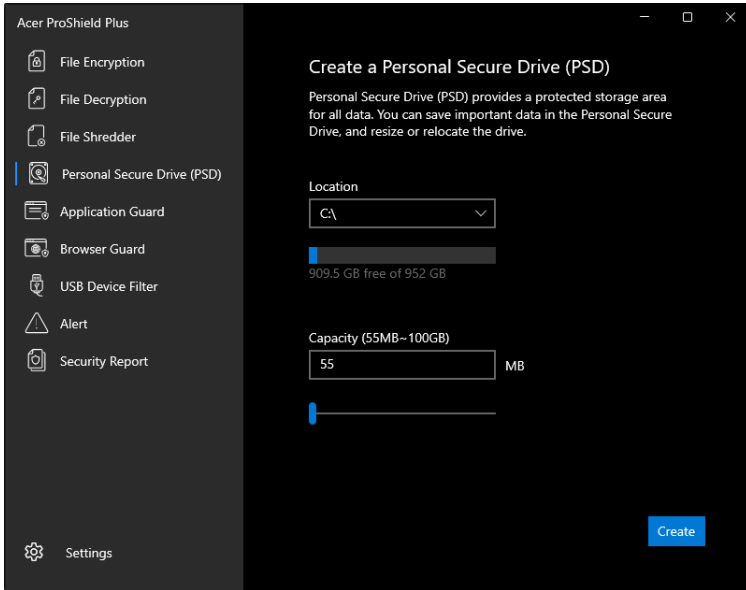 Acer ProShield Plus
File Encryption
File Decryption
File Shredder
Personal Secure Drive (PSD)
Application Guard
Browser Guard
USB Device Filter
Alert
Security Report
Settings
Create a Personal Secure Drive (PSD)
Personal Secure Drive (PSD) provides a protected storage area
for all data. You can save important data in the Personal Secure
Drive, and resize or relocate the drive.
Location
C:\
909.5 GB free of 952 GB
Capacity (55MB~100GB)
55 MB
Create